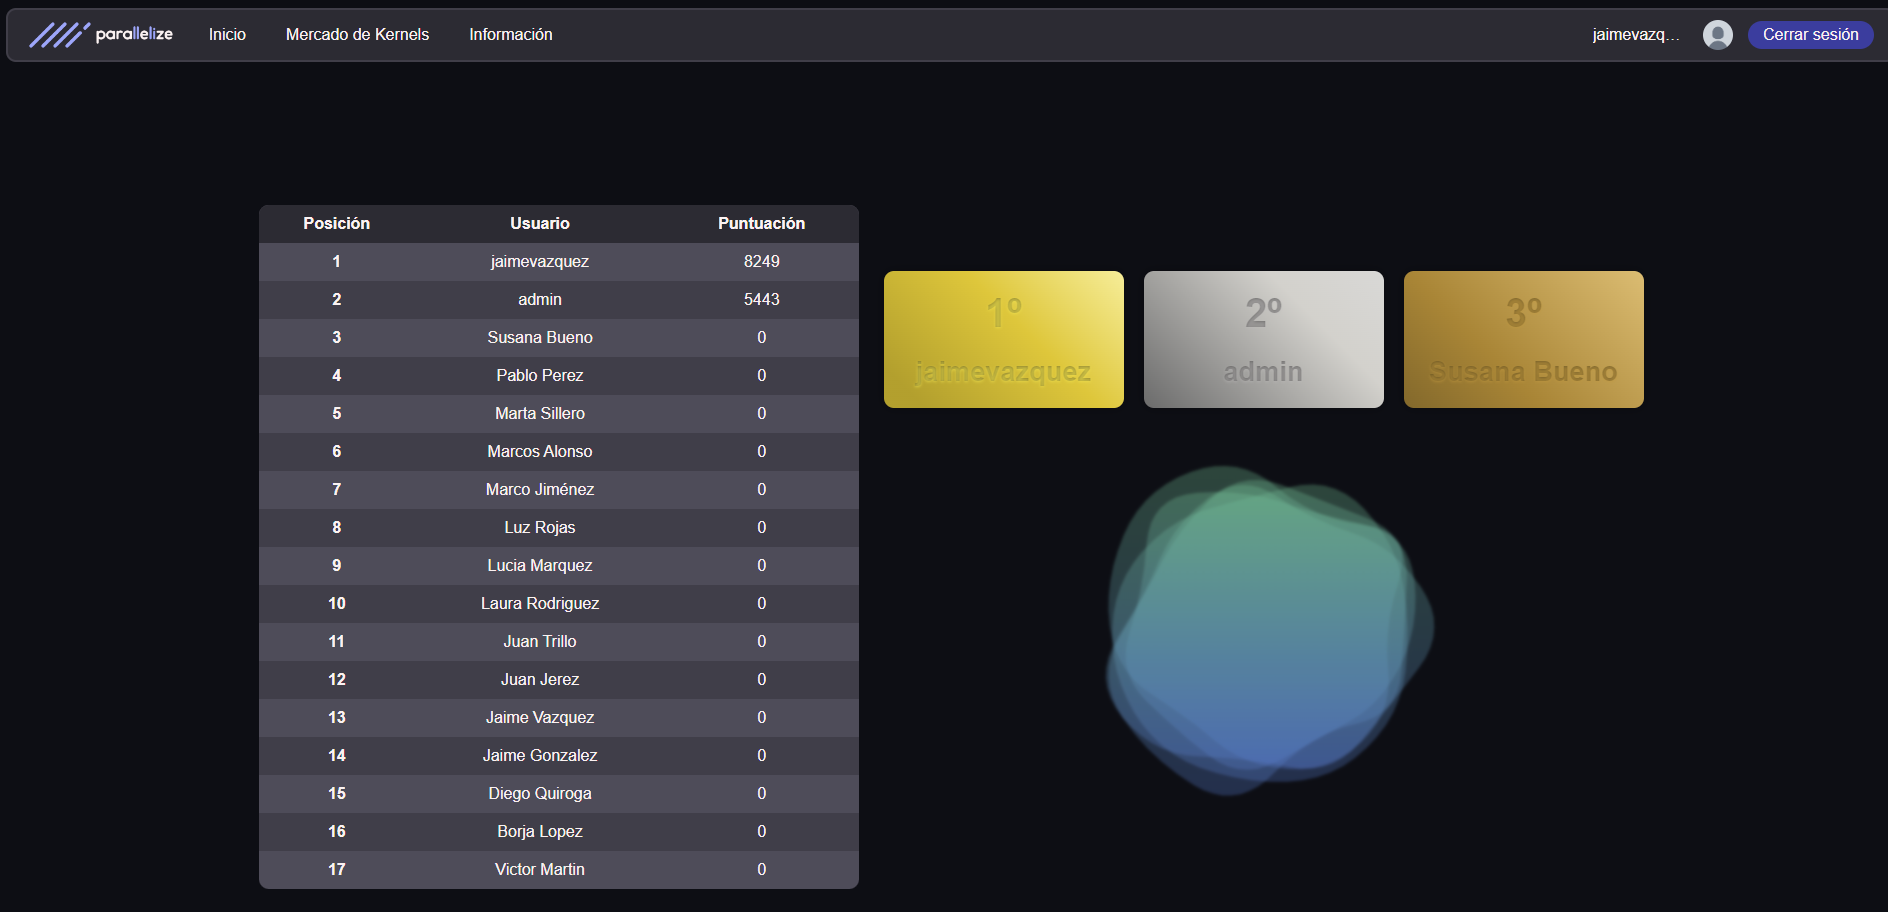 parallelize Inicio Mercado de Kernels Información jaimevazq... Cerrar sesión
Posición Usuario Puntuación
1 jaimevazquez 8249
2 admin 5443
3 Susana Bueno 0
4 Pablo Perez 0
5 Marta Sillero 0
6 Marcos Alonso 0
7 Marco Jiménez 0
8 Luz Rojas 0
9 Lucia Marquez 0
10 Laura Rodriguez 0
11 Juan Trillo 0
12 Juan Jerez 0
13 Jaime Vazquez 0
14 Jaime Gonzalez 0
15 Diego Quiroga 0
16 Borja Lopez 0
17 Victor Martin 0
1º
jaimevazquez
2º
admin
3º
Susana Bueno